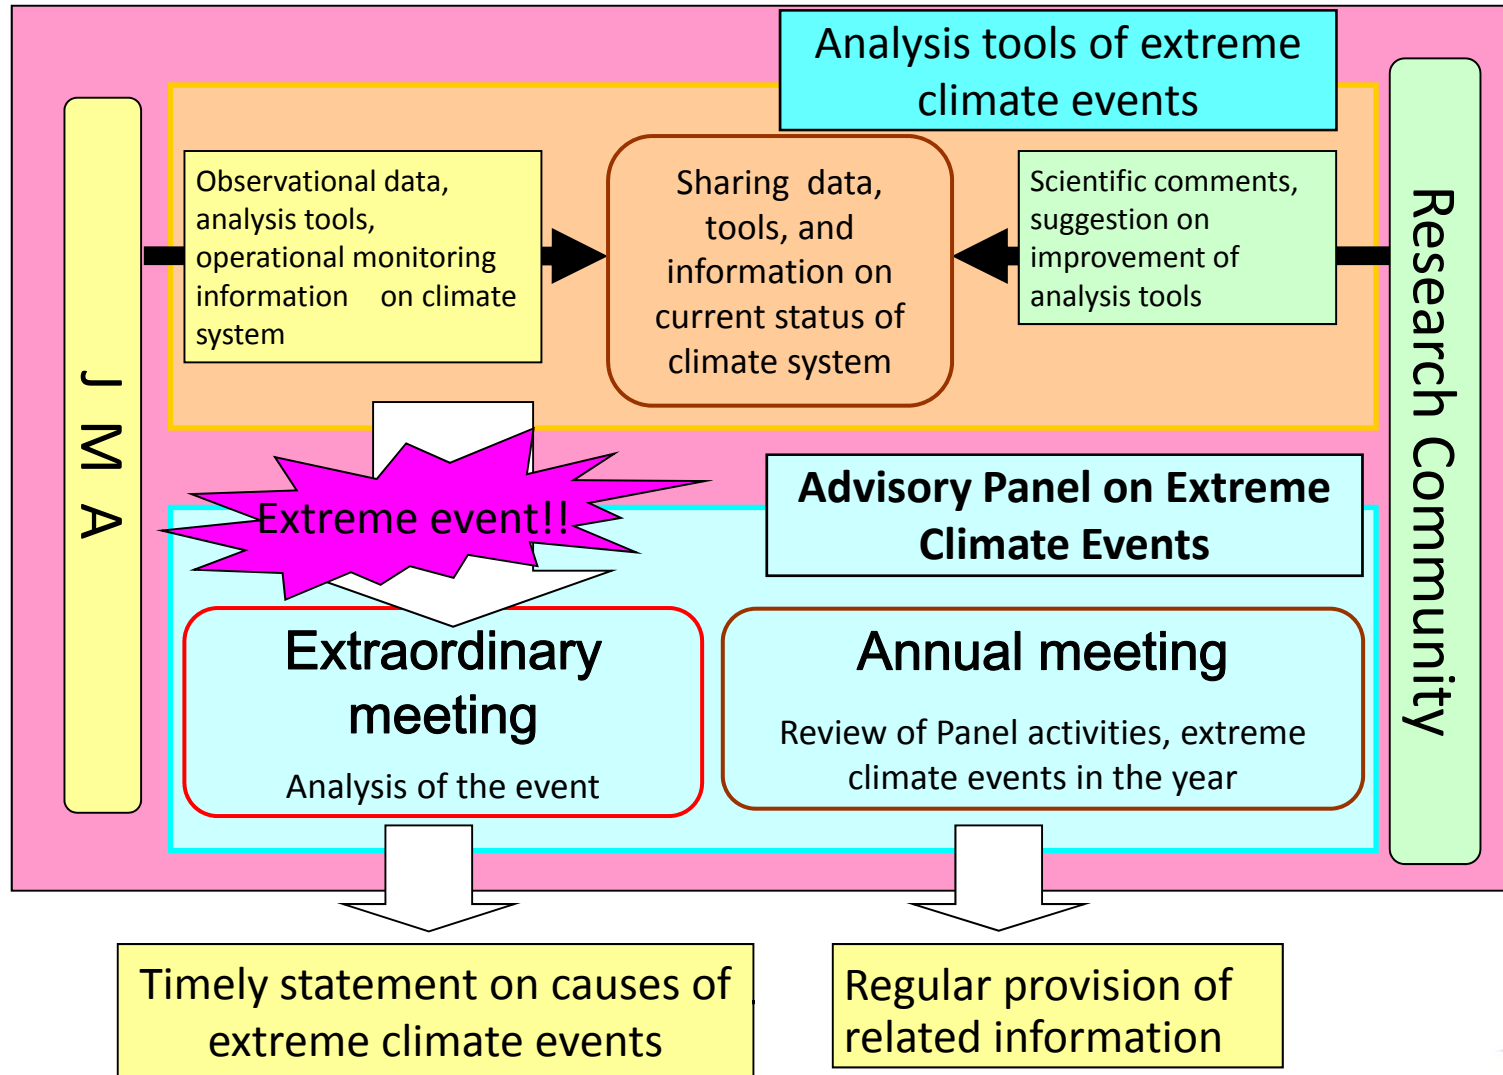 Analysis tools of extreme
climate events
J M A
Observational data,
analysis tools,
operational monitoring
information on climate
system
Sharing data,
tools, and
information on
current status of
climate system
Scientific comments,
suggestion on
improvement of
analysis tools
Research Community
Extreme event!!
Advisory Panel on Extreme
Climate Events
Extraordinary
meeting
Analysis of the event
Annual meeting
Review of Panel activities, extreme
climate events in the year
Timely statement on causes of
extreme climate events
Regular provision of
related information